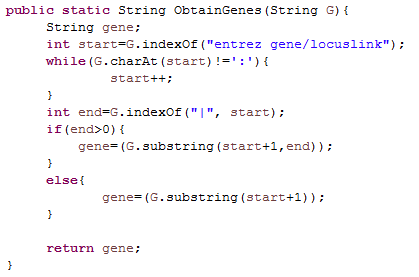 public static String ObtainGenes(String G){
String gene;
int start=G.indexOf("entrez gene/locuslink");
while(G.charAt(start)!=':'){
start++;
}
int end=G.indexOf("|", start);
if(end>0){
gene=(G.substring(start+1,end));
}
else{
gene=(G.substring(start+1));
}
return gene;
}